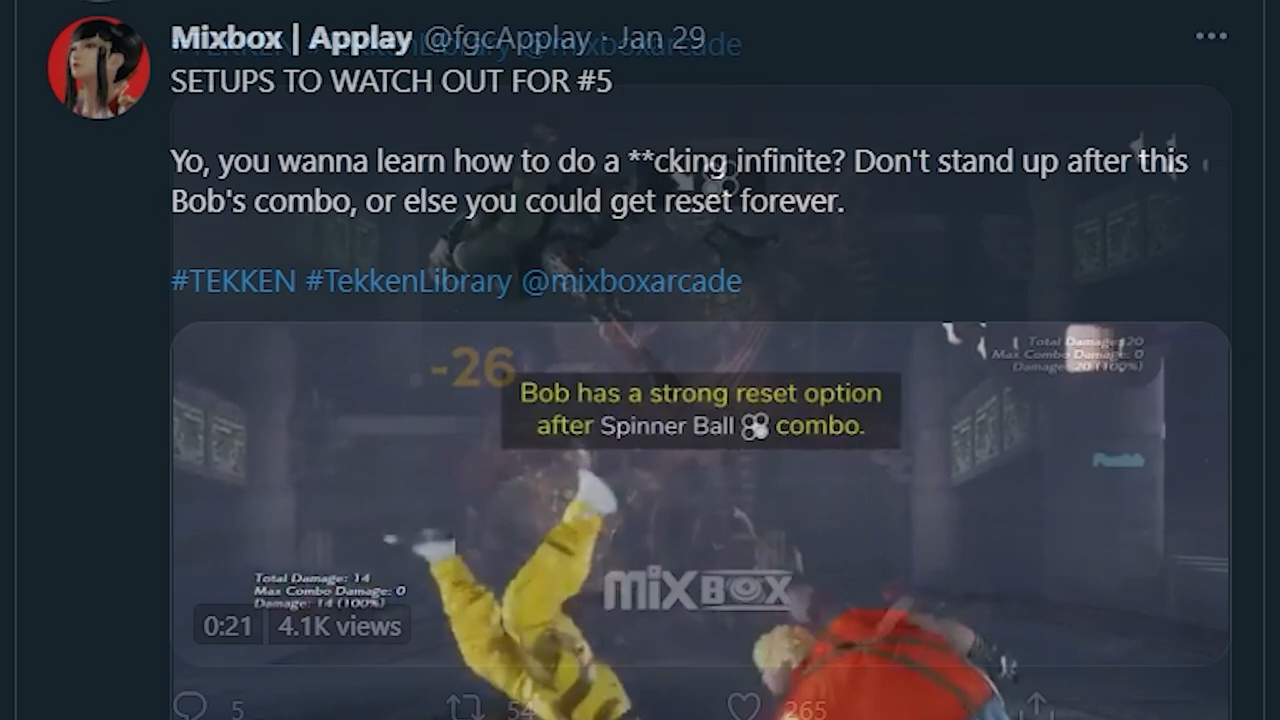 Mixbox | Applay @fgcApplay · Jan 29
SETUPS TO WATCH OUT FOR #5
Yo, you wanna learn how to do a **cking infinite? Don't stand up after this
Bob's combo, or else you could get reset forever.
#TEKKEN #TekkenLibrary @mixboxarcade
-26
Total Damage: 20
Max Combo Damage: 0
Damage: 20 (100%)
Bob has a strong reset option
after Spinner Ball combo.
MIXBOX
Total Damage: 14
Max Combo Damage: 0
Damage: 14 (100%)
0:21 4.1K views
5 54 265